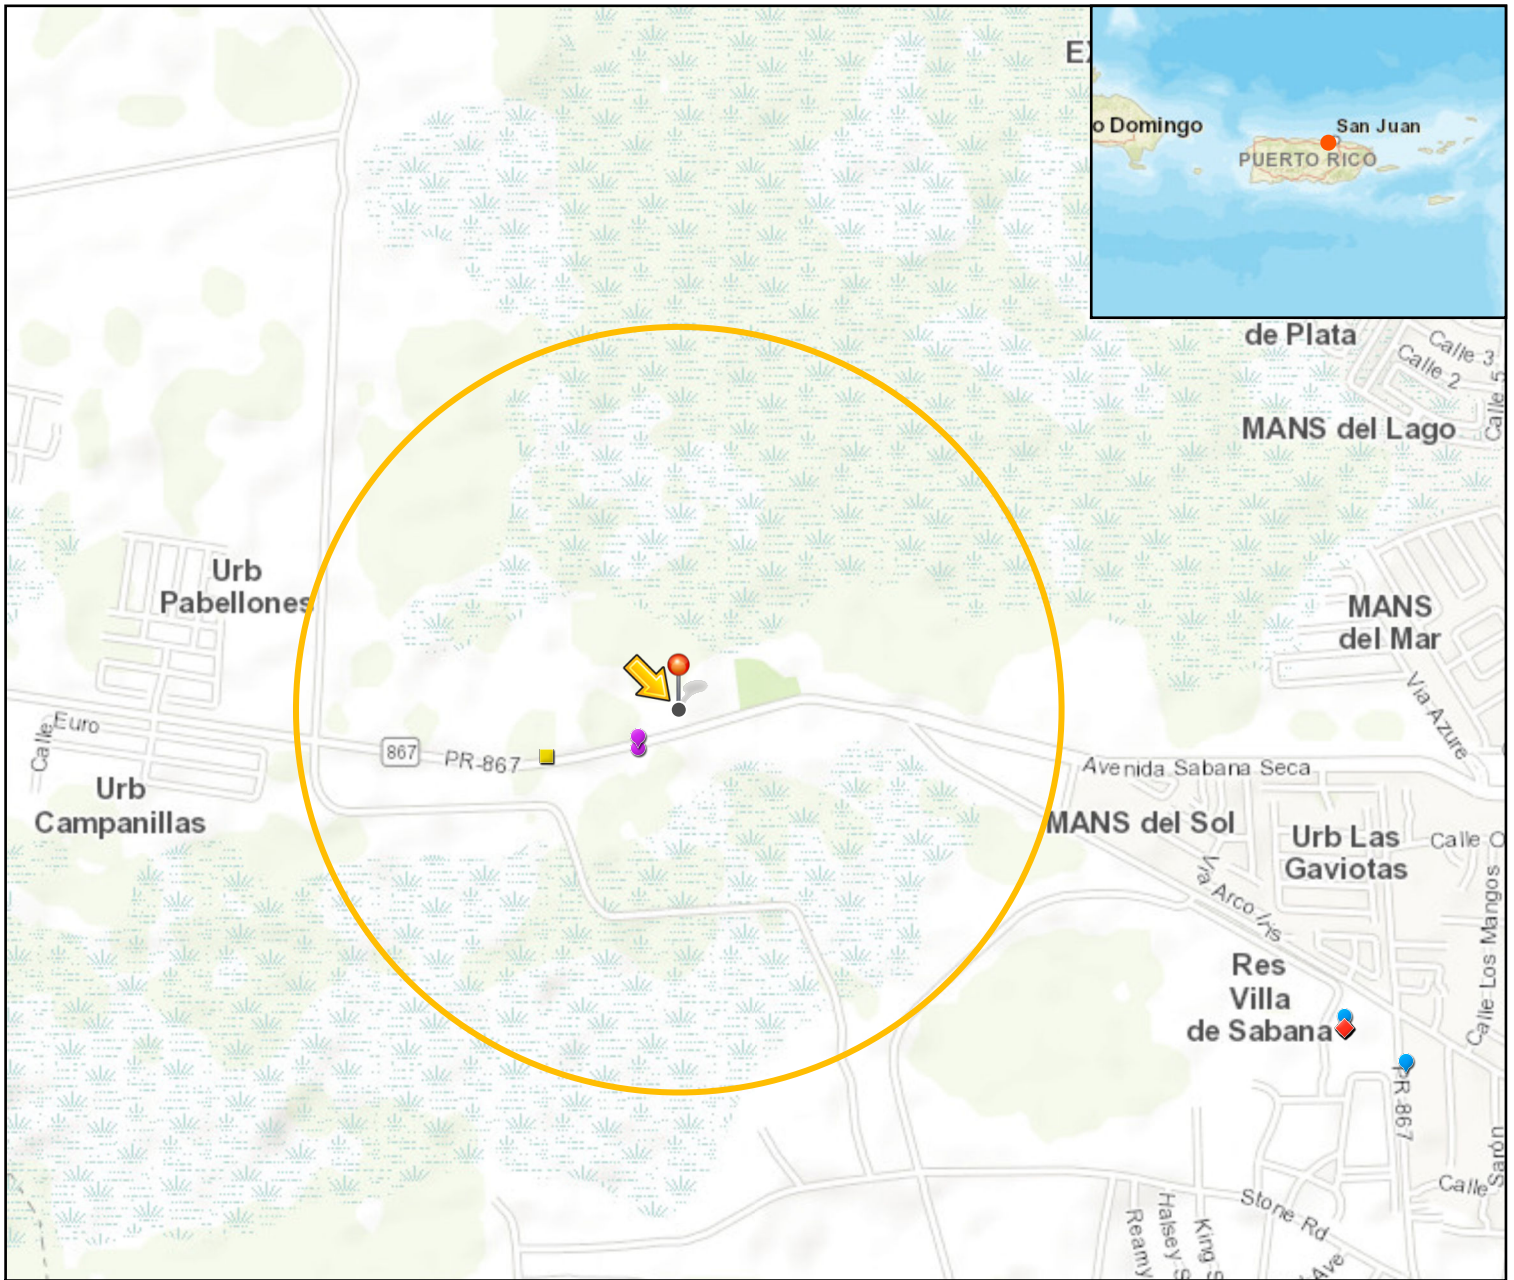 EX
o Domingo
San Juan
PUERTO RICO
de Plata
Calle 3
Calle 2
Calle 5
MANS del Lago
Urb
Pabellones
MANS
del Mar
Via Azure
Calle Euro
867
PR-867
Avenida Sabana Seca
Urb
Campanillas
MANS del Sol
Urb Las
Gaviotas
Calle O
Via Arco Iris
Calle Los Mangos
Res
Villa
de Sabana
PR-867
Calle Sarón
Stone Rd
Reamy
Halsey S
King S
Ave